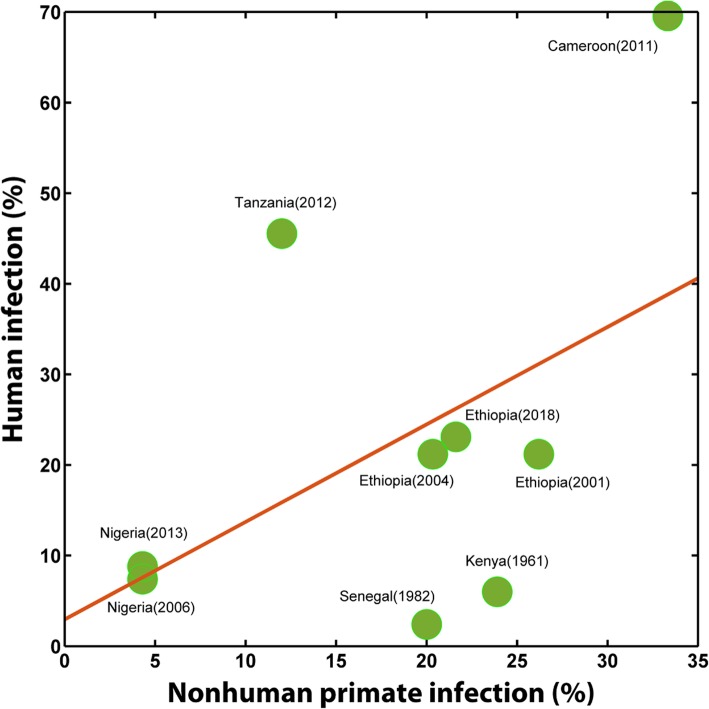 70
Cameroon(2011)
60
50
Tanzania(2012)
40
30
Ethiopia(2018)
20
Ethiopia(2004)
Ethiopia(2001)
Nigeria(2013)
10
Kenya(1961)
Senegal(1982)
Nigeria(2006)
0
0 5 10 15 20 25 30 35
Nonhuman primate infection (%)
Human infection (%)